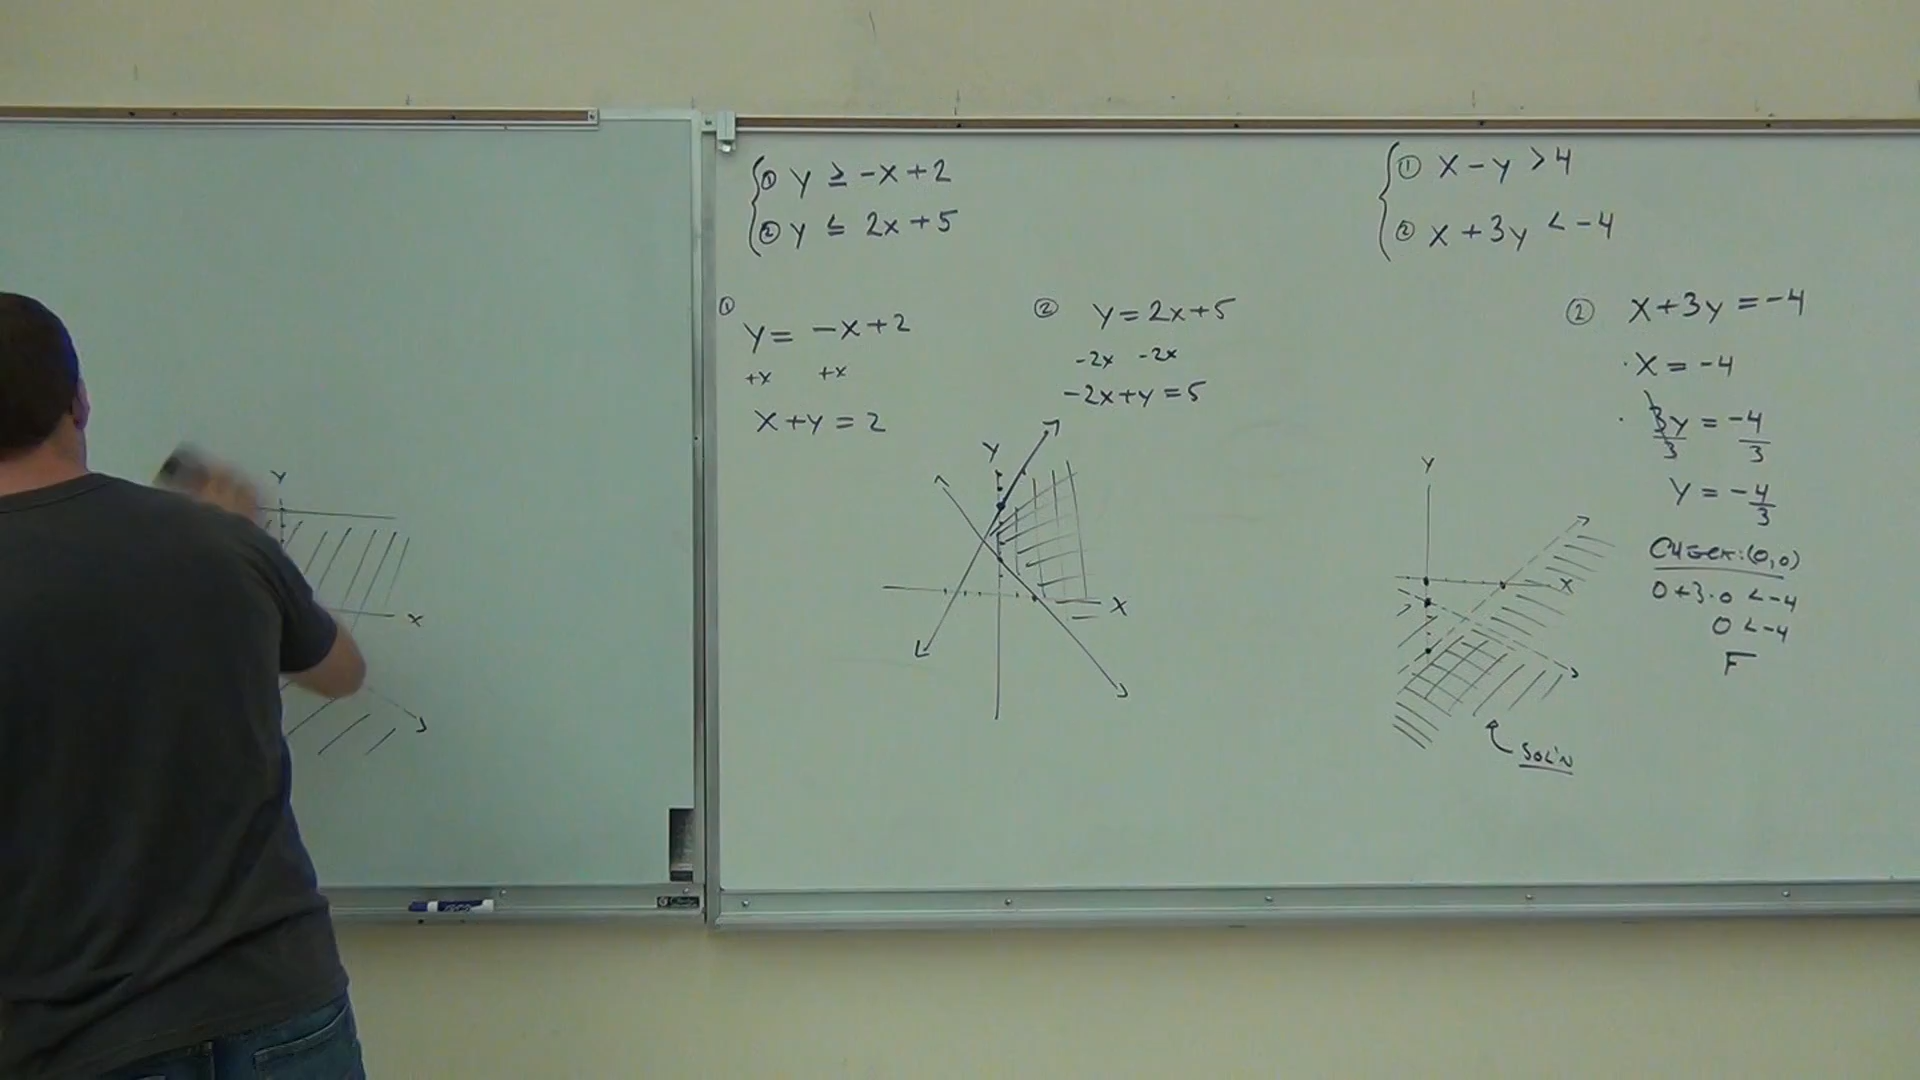 ① y ≥ -x + 2
② y ≤ 2x + 5
①
y = -x + 2
+x +x
x + y = 2
② y = 2x + 5
-2x -2x
-2x + y = 5
y
x
① x - y > 4
② x + 3y < -4
② x + 3y = -4
· x = -4
· 3y/3 = -4/3
y = -4/3
CHECK: (0,0)
0 + 3·0 < -4
0 < -4
F
y
x
SOL'N
y
x